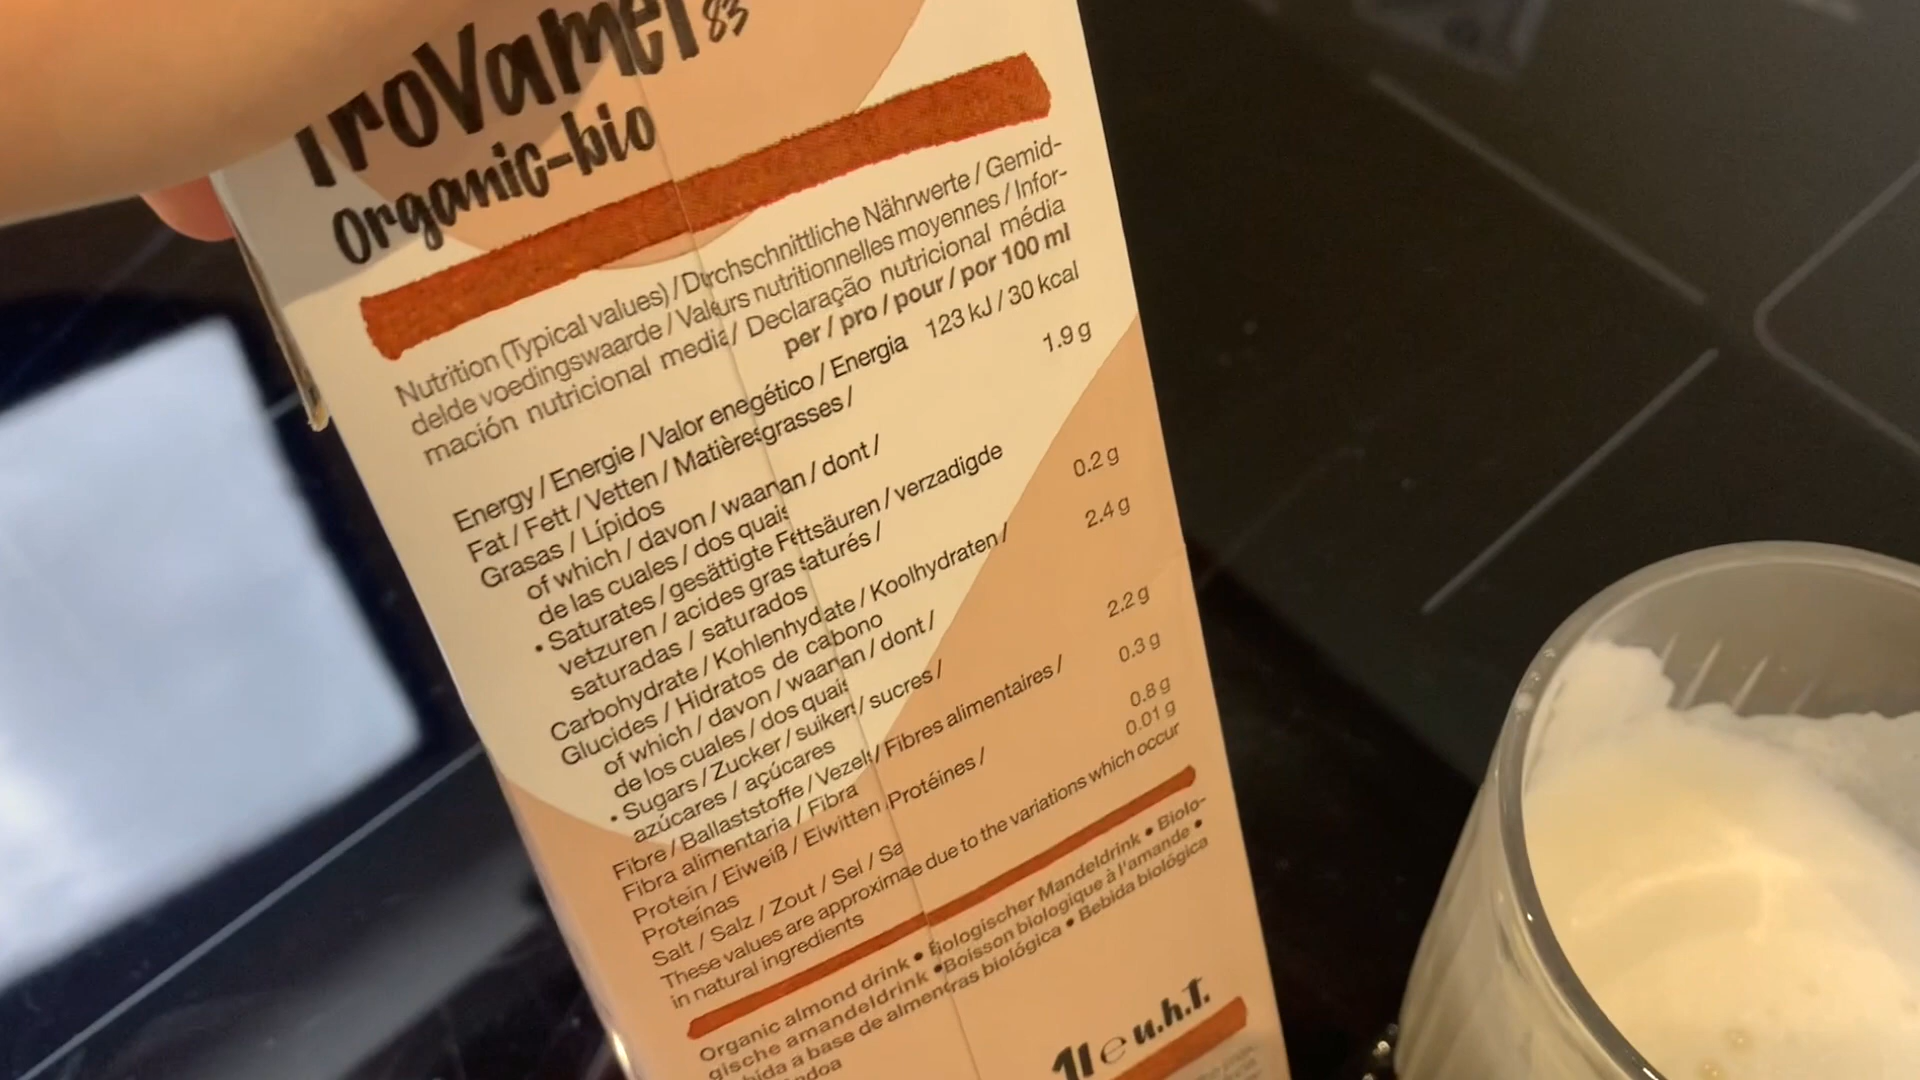 ProVamel 83
organic-bio
Nutrition (Typical values) / Durchschnittliche Nährwerte / Gemid-
delde voedingswaarde / Valeurs nutritionnelles moyennes / Infor-
mación nutricional media / Declaração nutricional média
per / pro / pour / por 100 ml
Energy / Energie / Valor energético / Energia 123 kJ / 30 kcal
Fat / Fett / Vetten / Matières grasses / 1.9 g
Grasas / Lípidos
of which / davon / waarvan / dont /
de las cuales / dos quais
• Saturates / gesättigte Fettsäuren / verzadigde 0.2 g
vetzuren / acides gras saturés /
saturadas / saturados
Carbohydrate / Kohlenhydrate / Koolhydraten / 2.4 g
Glucides / Hidratos de carbono
of which / davon / waarvan / dont /
de los cuales / dos quais
• Sugars / Zucker / suikers / sucres / 2.2 g
azúcares / açúcares
Fibre / Ballaststoffe / Vezels / Fibres alimentaires / 0.3 g
Fibra alimentaria / Fibra
Protein / Eiweiß / Eiwitten / Protéines / 0.8 g
Proteínas
Salt / Salz / Zout / Sel / Sal 0.01 g
These values are approximate due to the variations which occur
in natural ingredients
Organic almond drink • Biologischer Mandeldrink • Biolo-
gische amandeldrink • Boisson biologique à l'amande •
bida a base de almendras biológica • Bebida biológica
ndoa
1l e u.h.t.